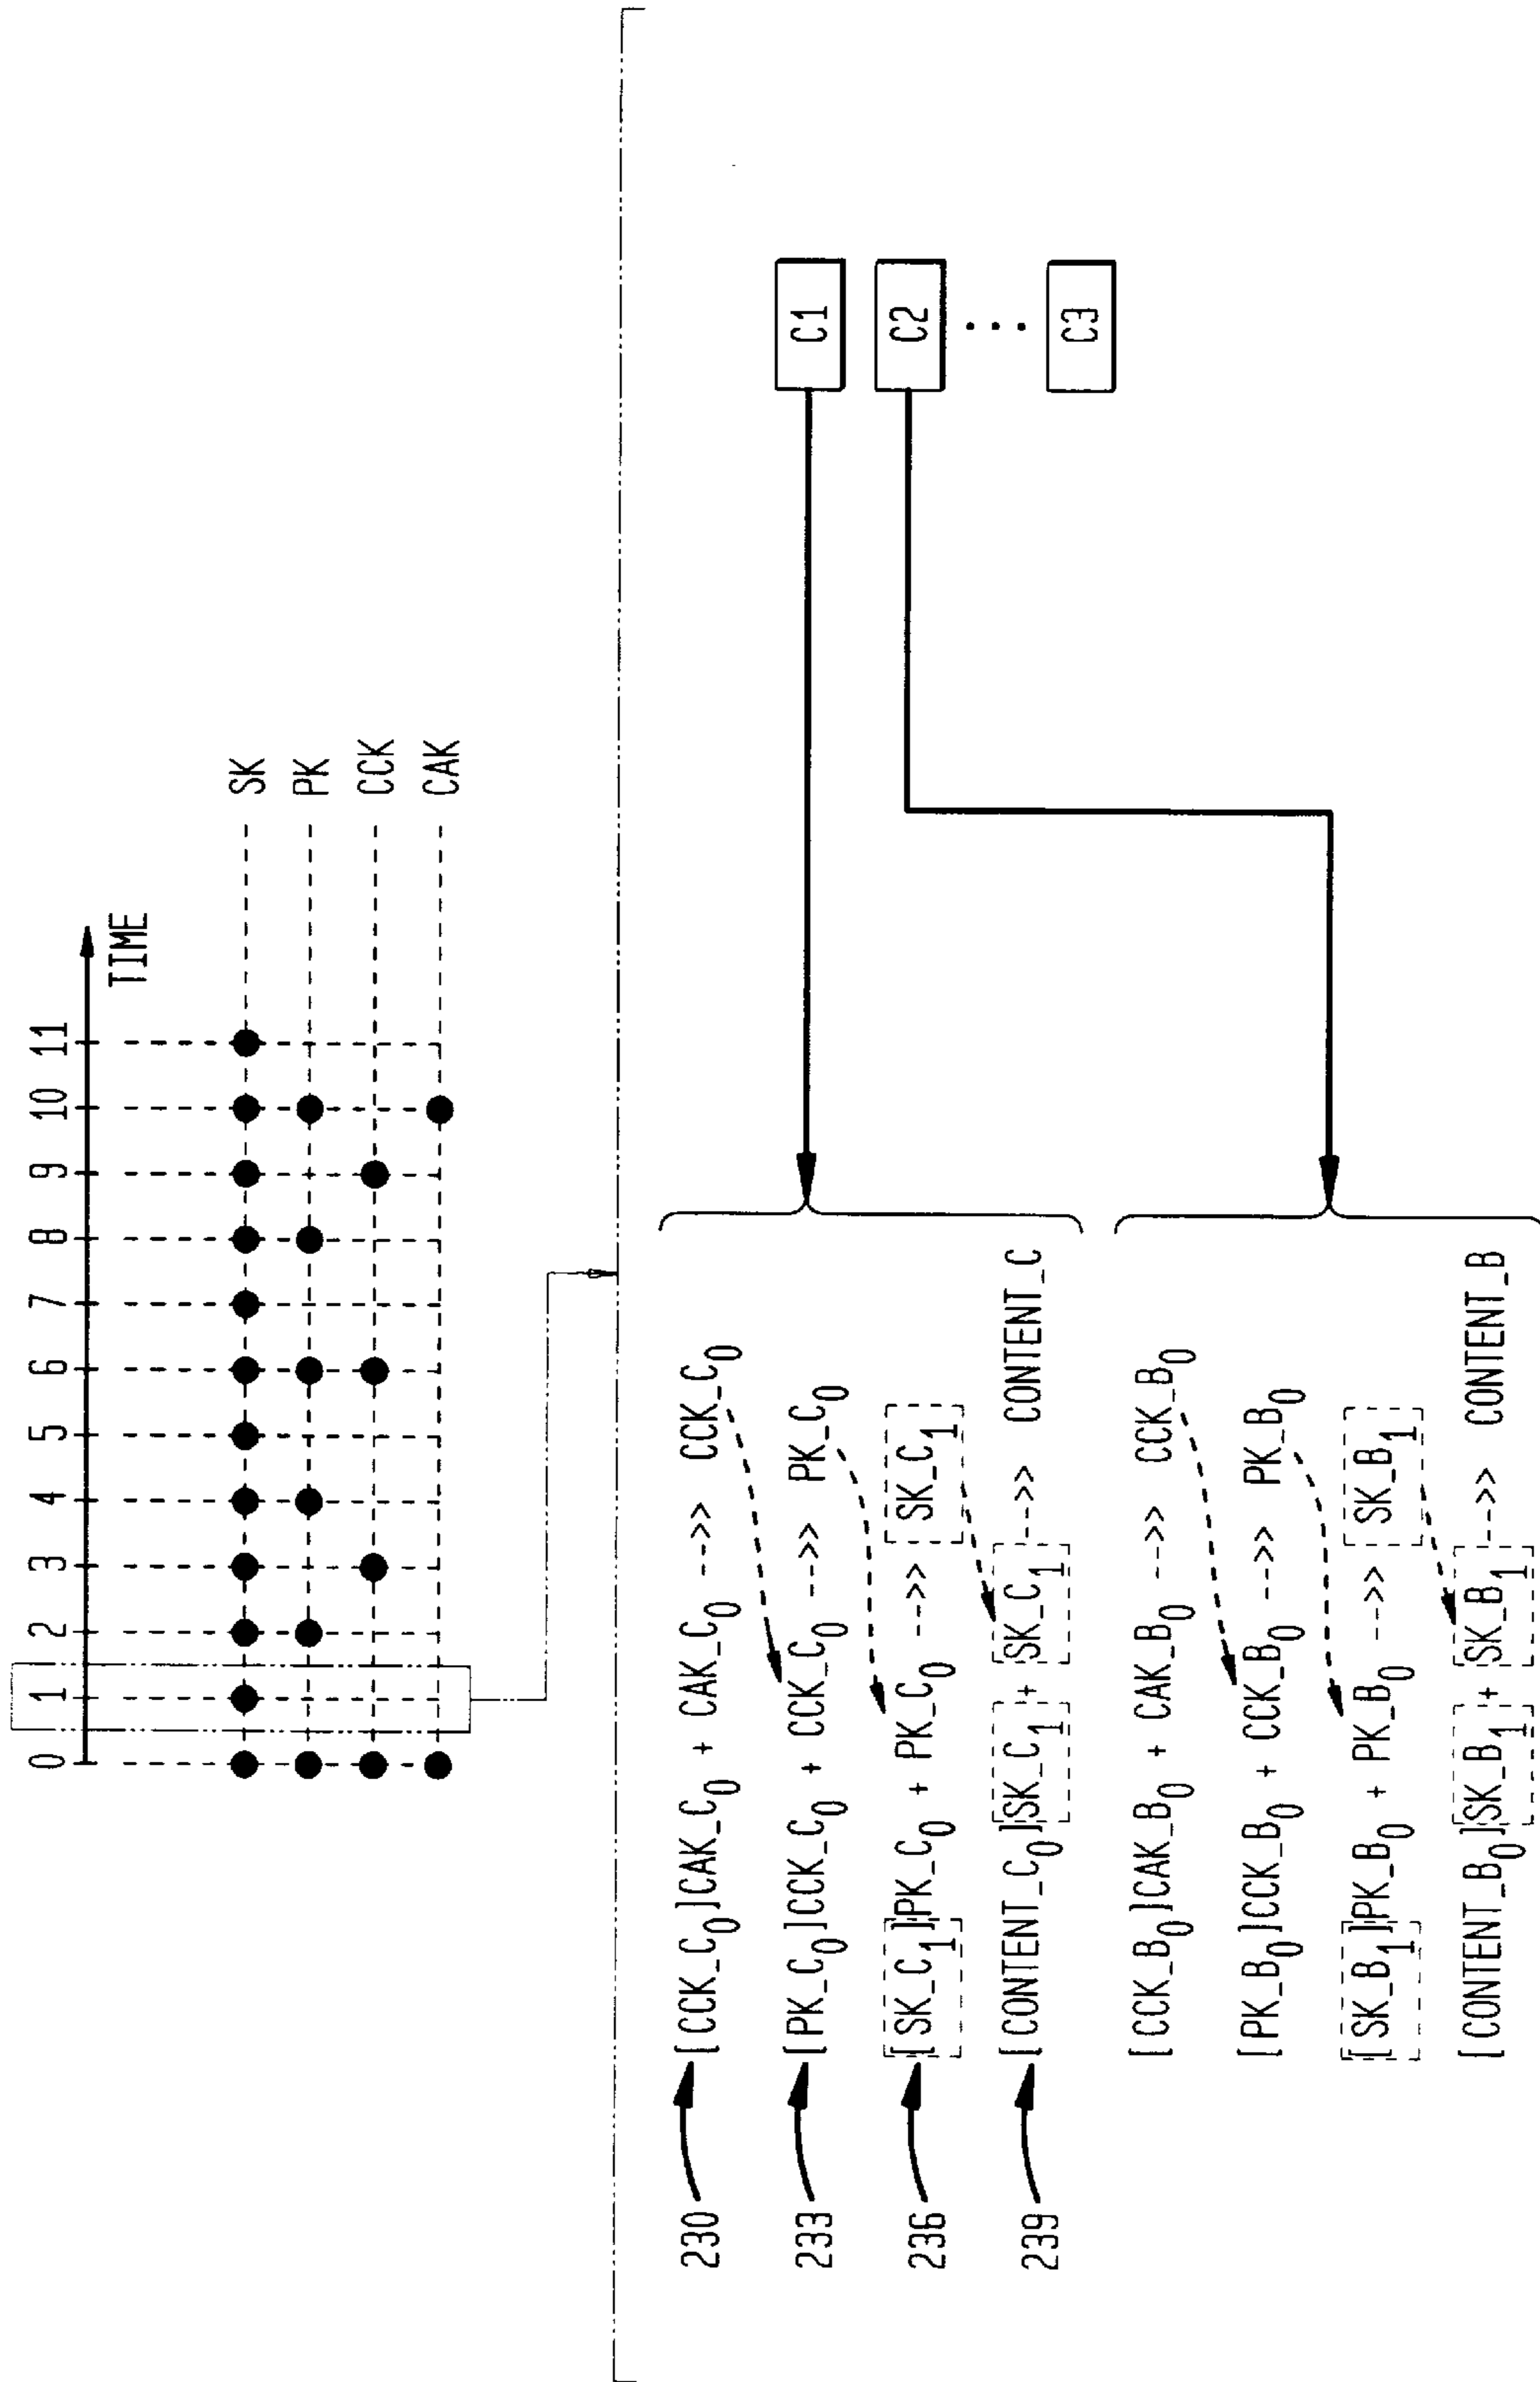 0 1 2 3 4 5 6 7 8 9 10 11
TIME
SK
PK
CCK
CAK
230 [CCK_C0]CAK_C0 + CAK_C0 -->> CCK_C0
233 [PK_C0]CCK_C0 + CCK_C0 -->> PK_C0
236 [SK_C1]PK_C0 + PK_C0 -->> SK_C1
239 [CONTENT_C0]SK_C1 + SK_C1 -->> CONTENT_C
[CCK_B0]CAK_B0 + CAK_B0 -->> CCK_B0
[PK_B0]CCK_B0 + CCK_B0 -->> PK_B0
[SK_B1]PK_B0 + PK_B0 -->> SK_B1
[CONTENT_B0]SK_B1 + SK_B1 -->> CONTENT_B
C1
C2
C3